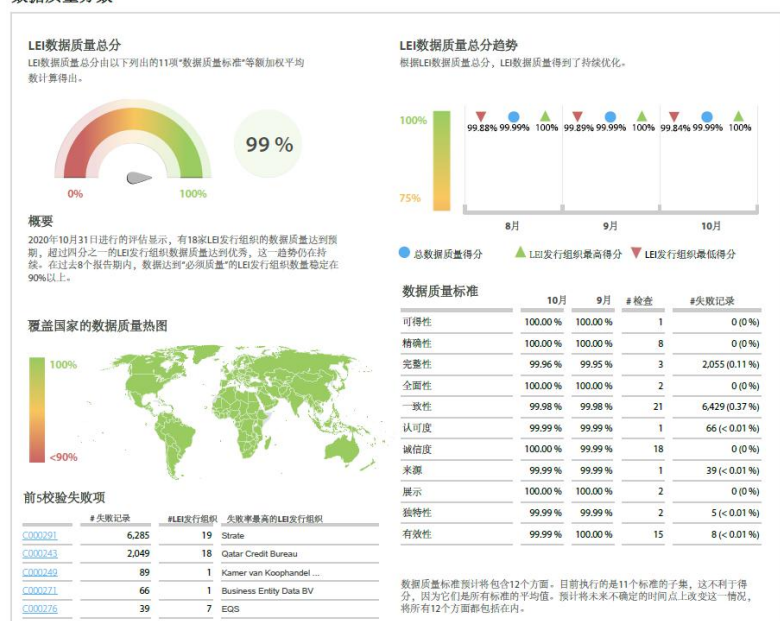 LEI数据质量总分
LEI数据质量总分由以下列出的11项“数据质量标准”等额加权平均
数计算得出。
0%
100%
99 %
概要
2020年10月31日进行的评估显示，有18家LEI发行组织的数据质量达到预
期，超过四分之一的LEI发行组织数据质量达到优秀，这一趋势仍在持
续。在过去8个报告期内，数据达到“必须质量”的LEI发行组织数量稳定在
90%以上。
覆盖国家的数据质量热图
100%
<90%
前5校验失败项
# 失败记录 #LEI发行组织 失败率最高的LEI发行组织
C000291 6,285 19 Strate
C000243 2,049 18 Qatar Credit Bureau
C000249 89 1 Kamer van Koophandel ...
C000271 66 1 Business Entity Data BV
C000276 39 7 EQS
LEI数据质量总分趋势
根据LEI数据质量总分，LEI数据质量得到了持续优化。
100%
99.88% 99.99% 100% 99.89% 99.99% 100% 99.84% 99.99% 100%
75%
8月 9月 10月
总数据质量得分 LEI发行组织最高得分 LEI发行组织最低得分
数据质量标准 10月 9月 # 检查 #失败记录
可得性 100.00 % 100.00 % 1 0 (0 %)
精确性 100.00 % 100.00 % 8 0 (0 %)
完整性 99.96 % 99.95 % 3 2,055 (0.11 %)
全面性 100.00 % 100.00 % 2 0 (0 %)
一致性 99.98 % 99.98 % 21 6,429 (0.37 %)
认可度 99.99 % 99.99 % 1 66 (< 0.01 %)
诚信度 100.00 % 99.99 % 18 0 (0 %)
来源 99.99 % 99.99 % 1 39 (< 0.01 %)
展示 100.00 % 100.00 % 2 0 (0 %)
独特性 99.99 % 99.99 % 2 5 (< 0.01 %)
有效性 99.99 % 100.00 % 15 8 (< 0.01 %)
数据质量标准预计将包含12个方面。目前执行的是11个标准的子集，这不利于得
分，因为它们是所有标准的平均值。预计将未来不确定的时间点上改变这一情况，
将所有12个方面都包括在内。